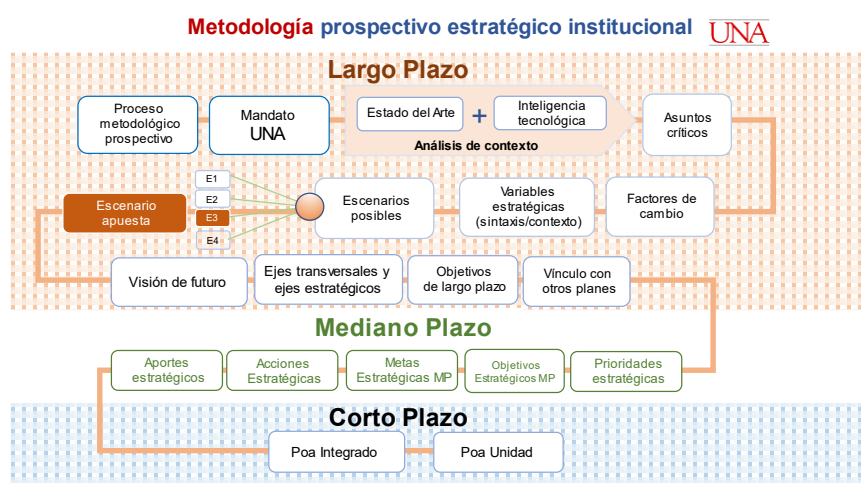 Metodología prospectivo estratégico institucional
UNA
Largo Plazo
Proceso
metodológico
prospectivo
Mandato
UNA
Estado del Arte
+
Inteligencia
tecnológica
Análisis de contexto
Asuntos
críticos
Escenario
apuesta
E1
E2
E3
E4
Escenarios
posibles
Variables
estratégicas
(sintaxis/contexto)
Factores de
cambio
Visión de futuro
Ejes transversales y
ejes estratégicos
Objetivos
de largo plazo
Vínculo con
otros planes
Mediano Plazo
Aportes
estratégicos
Acciones
Estratégicas
Metas
Estratégicas MP
Objetivos
Estratégicos MP
Prioridades
estratégicas
Corto Plazo
Poa Integrado
Poa Unidad